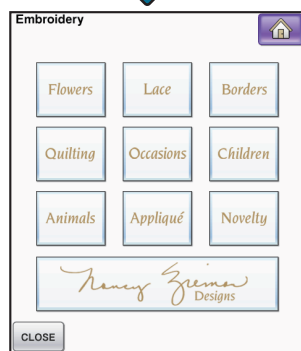 Embroidery
Flowers Lace Borders
Quilting Occasions Children
Animals Appliqué Novelty
Nancy Zieman
Designs
CLOSE